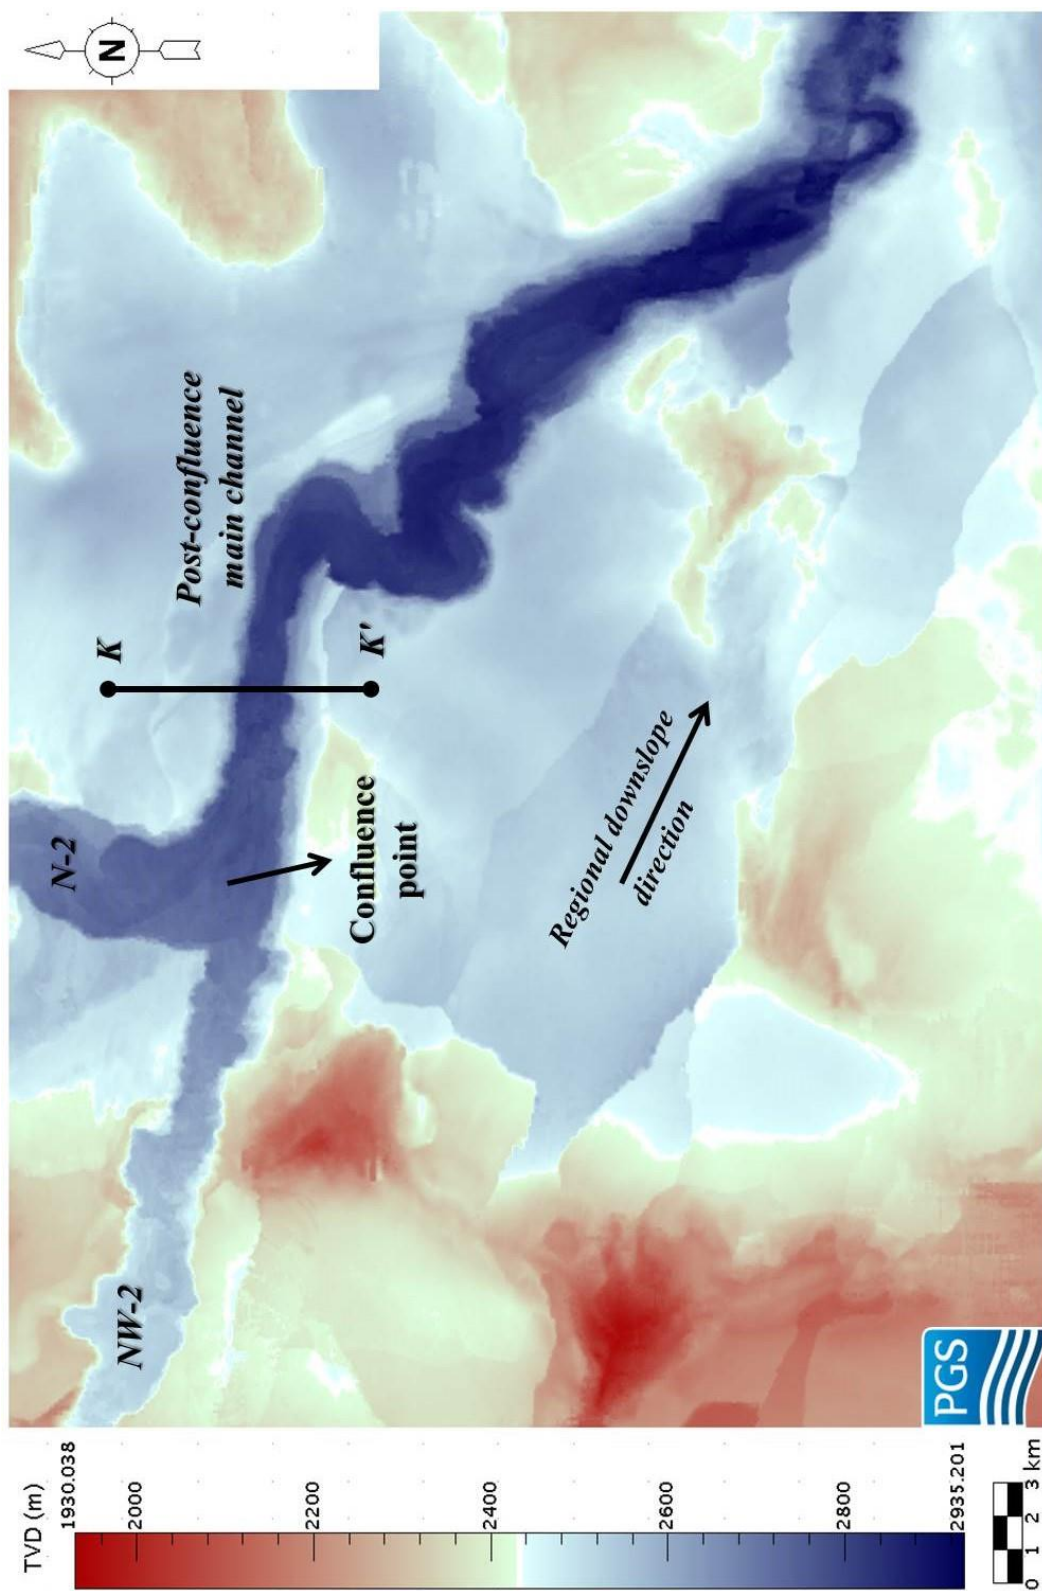 TVD (m)
1930.038
2000
2200
2400
2600
2800
2935.201
0 1 2 3 km
N
NW-2
N-2
Confluence
point
K
K'
Post-confluence
main channel
Regional downslope
direction
PGS